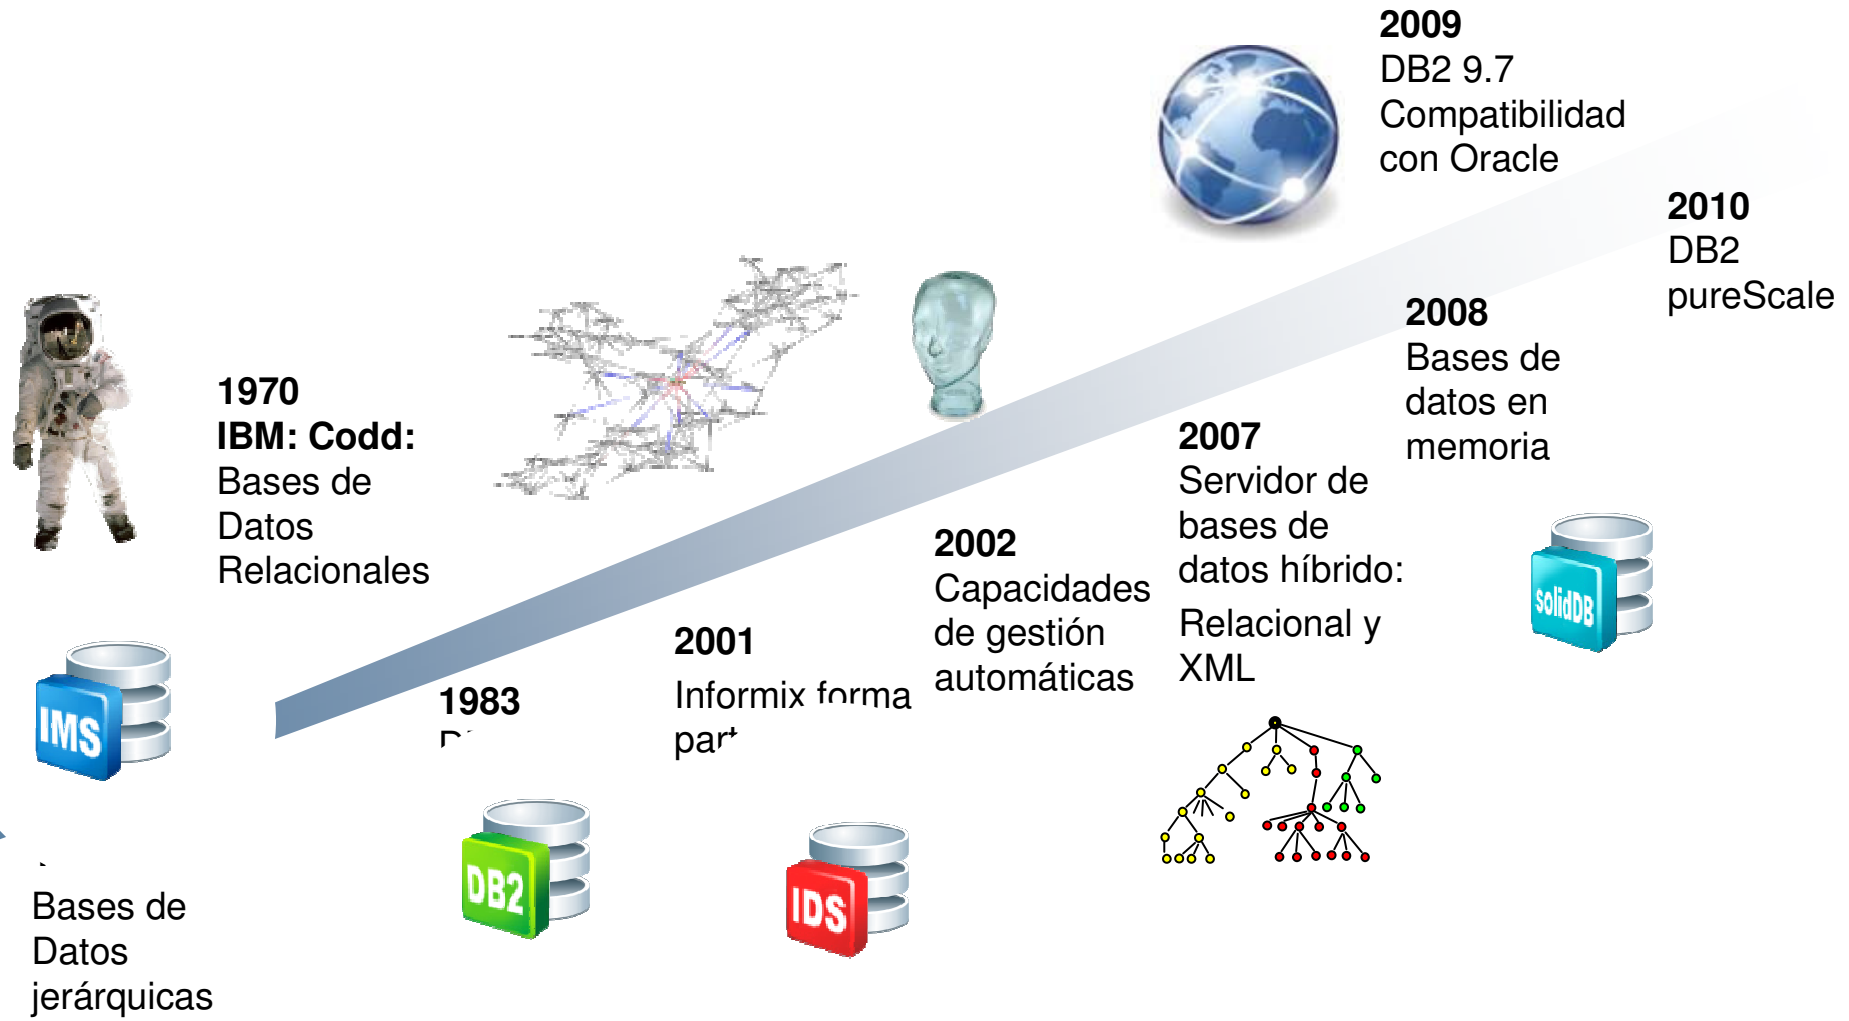 2009
DB2 9.7
Compatibilidad
con Oracle
2010
DB2
pureScale
2008
Bases de
datos en
memoria
1970
IBM: Codd:
Bases de
Datos
Relacionales
2007
Servidor de
bases de
datos híbrido:
Relacional y
XML
2002
Capacidades
de gestión
automáticas
2001
Informix forma
1983
IMS
DB2
IDS
solidDB
Bases de
Datos
jerárquicas